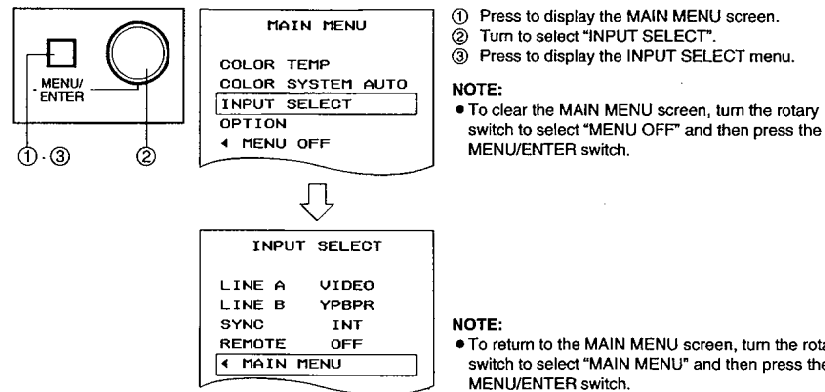 MENU/
ENTER
① . ③
②
MAIN MENU
COLOR TEMP
COLOR SYSTEM AUTO
INPUT SELECT
OPTION
◀ MENU OFF
① Press to display the MAIN MENU screen.
② Turn to select “INPUT SELECT”.
③ Press to display the INPUT SELECT menu.
NOTE:
● To clear the MAIN MENU screen, turn the rotary
switch to select “MENU OFF” and then press the
MENU/ENTER switch.
INPUT SELECT
LINE A VIDEO
LINE B YPBPR
SYNC INT
REMOTE OFF
◀ MAIN MENU
NOTE:
● To return to the MAIN MENU screen, turn the
switch to select “MAIN MENU” and then press
MENU/ENTER switch.